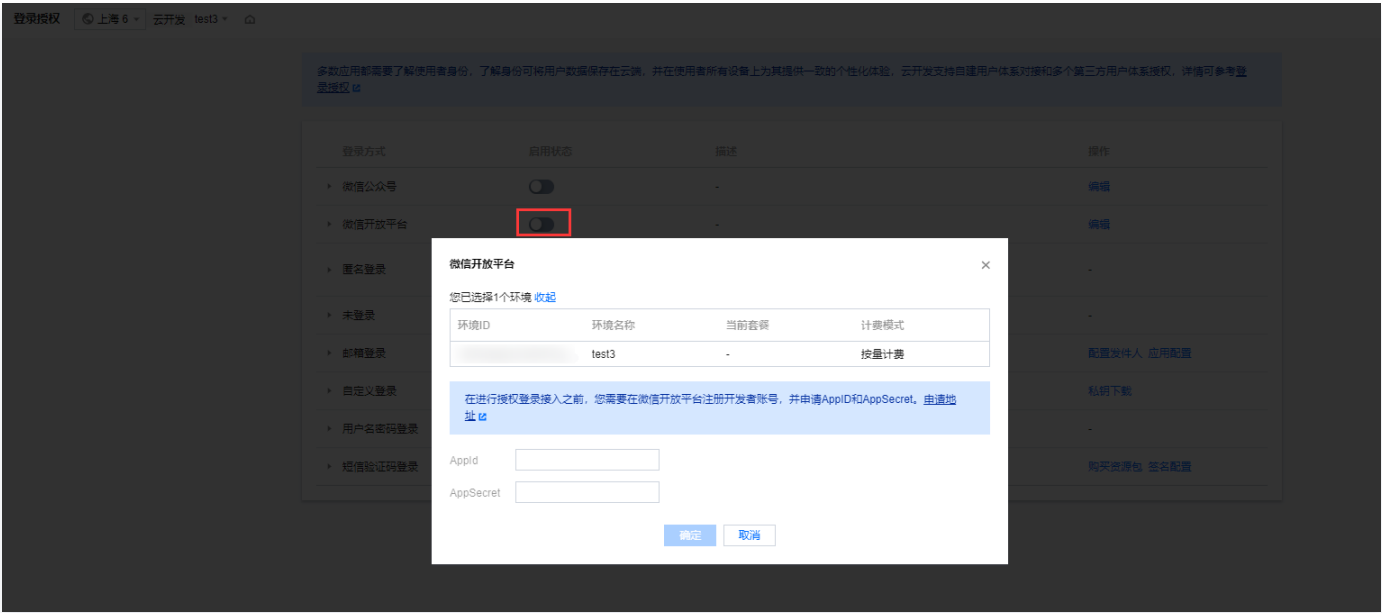 登录授权 上海 6 云开发 test3
多数应用都需要了解使用者身份，了解身份可将用户数据保存在云端，并在使用者所有设备上为其提供一致的个性化体验，云开发支持自建用户体系对接和多个第三方用户体系授权，详情可参考登
录授权
登录方式 启用状态 描述 操作
微信公众号 - 编辑
微信开放平台 - 编辑
匿名登录 -
未登录 -
邮箱登录 配置发件人 应用配置
自定义登录 私钥下载
用户名密码登录 -
短信验证码登录 购买资源包 签名配置
微信开放平台
您已选择1个环境 收起
环境ID 环境名称 当前套餐 计费模式
test3 - 按量计费
在进行授权登录接入之前，您需要在微信开放平台注册开发者账号，并申请AppID和AppSecret。申请地
址
AppId
AppSecret
确定 取消